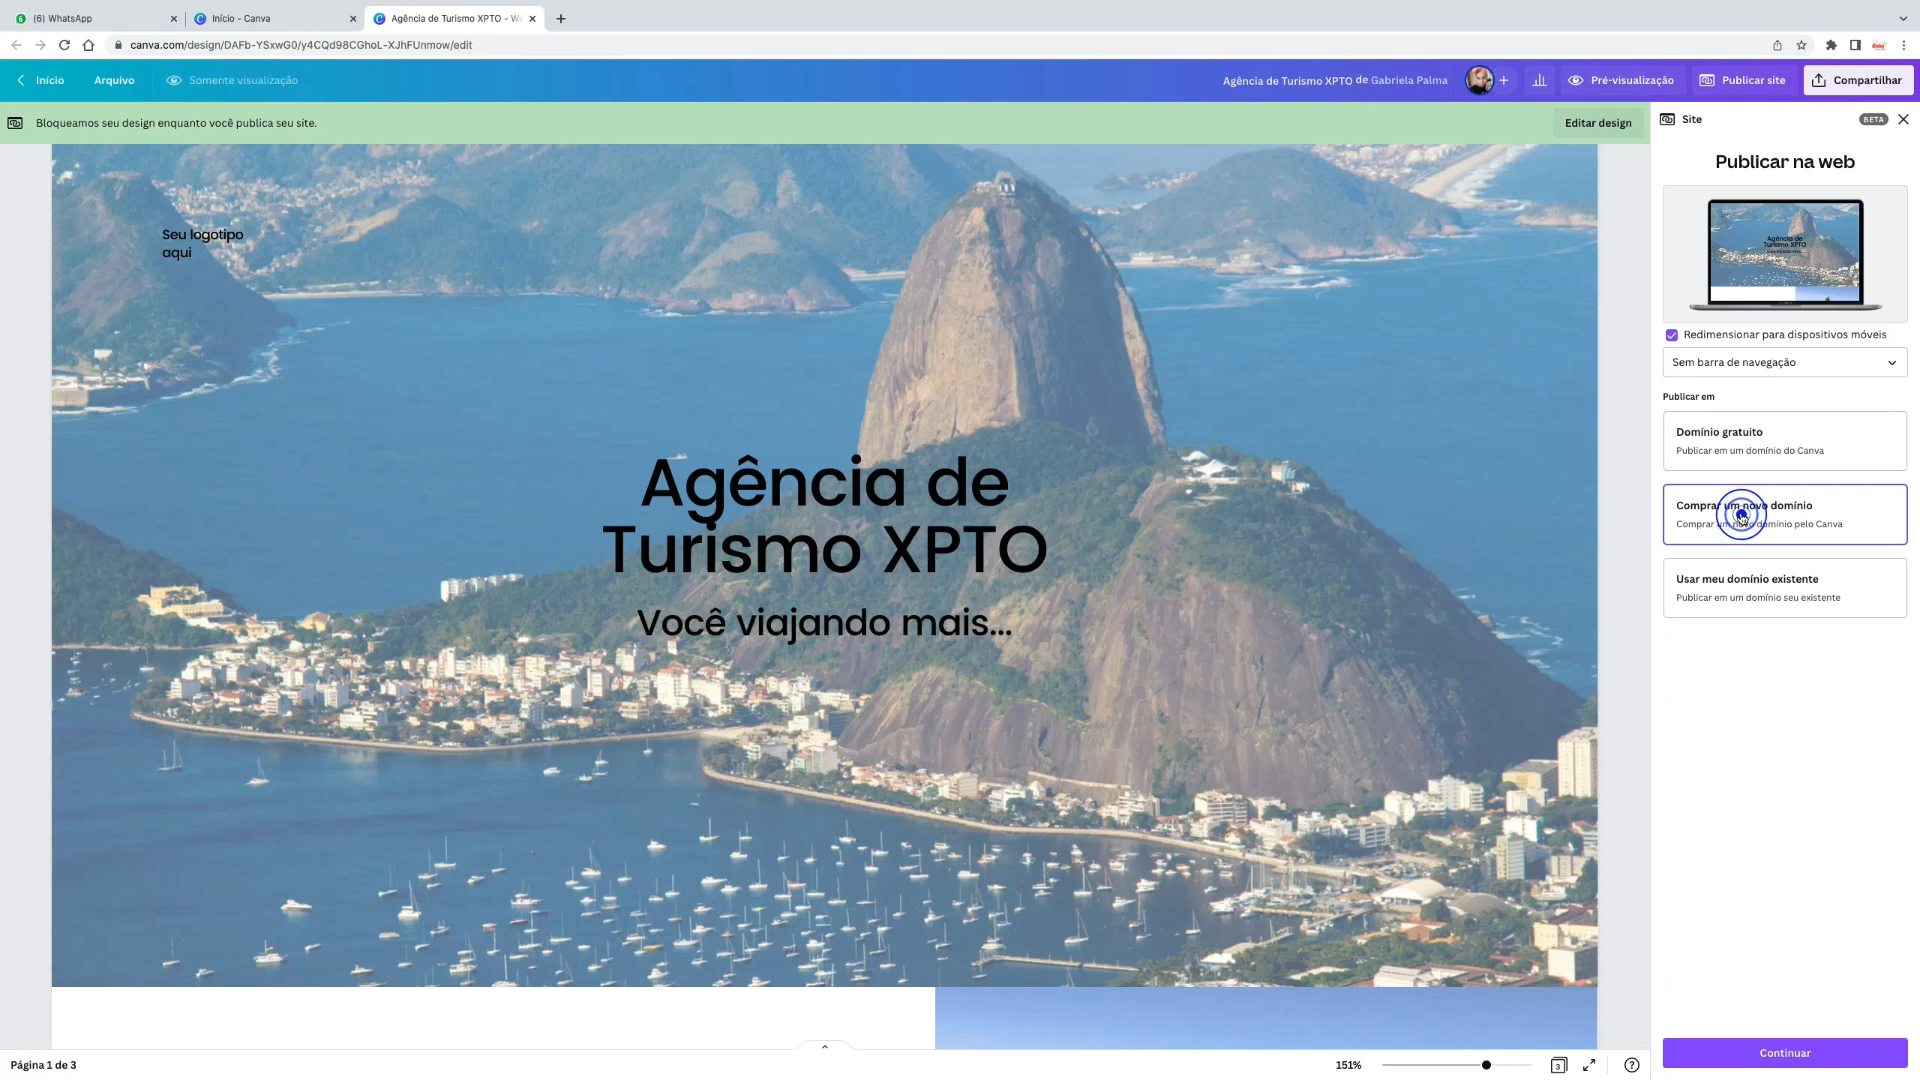 (6) WhatsApp
Início - Canva
Agência de Turismo XPTO - W
canva.com/design/DAFb-YSxwG0/y4CQd98CGhoL-XJhFUnmow/edit
Início
Arquivo
Somente visualização
Agência de Turismo XPTO de Gabriela Palma
Pré-visualização
Publicar site
Compartilhar
Bloqueamos seu design enquanto você publica seu site.
Editar design
Site
BETA
Publicar na web
Seu logotipo
aqui
Agência de
Turismo XPTO
Você viajando mais...
Agência de
Turismo XPTO
Redimensionar para dispositivos móveis
Sem barra de navegação
Publicar em
Domínio gratuito
Publicar em um domínio do Canva
Comprar um novo domínio
Comprar um novo domínio pelo Canva
Usar meu domínio existente
Publicar em um domínio seu existente
Continuar
Página 1 de 3
151%
3